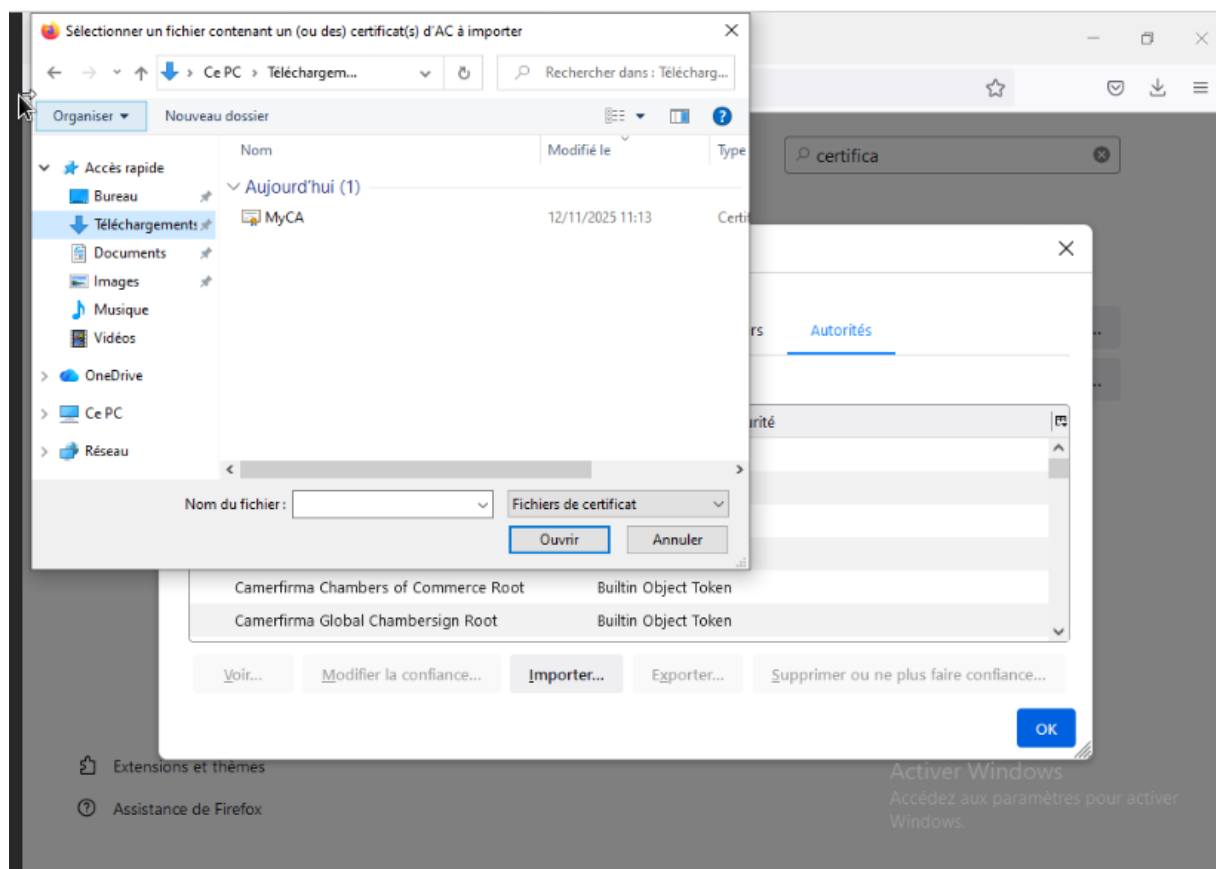 Sélectionner un fichier contenant un (ou des) certificat(s) d'AC à importer
Ce PC > Téléchargem...
Rechercher dans : Télécharg...
Organiser
Nouveau dossier
Nom Modifié le Type
Accès rapide
Bureau
Téléchargements
Documents
Images
Musique
Vidéos
OneDrive
Ce PC
Réseau
Aujourd'hui (1)
MyCA 12/11/2025 11:13 Certif
Nom du fichier :
Fichiers de certificat
Ouvrir
Annuler
certifica
rs
Autorités
urité
Camerfirma Chambers of Commerce Root Builtin Object Token
Camerfirma Global Chambersign Root Builtin Object Token
Voir...
Modifier la confiance...
Importer...
Exporter...
Supprimer ou ne plus faire confiance...
OK
Extensions et thèmes
Assistance de Firefox
Activer Windows
Accédez aux paramètres pour activer
Windows.